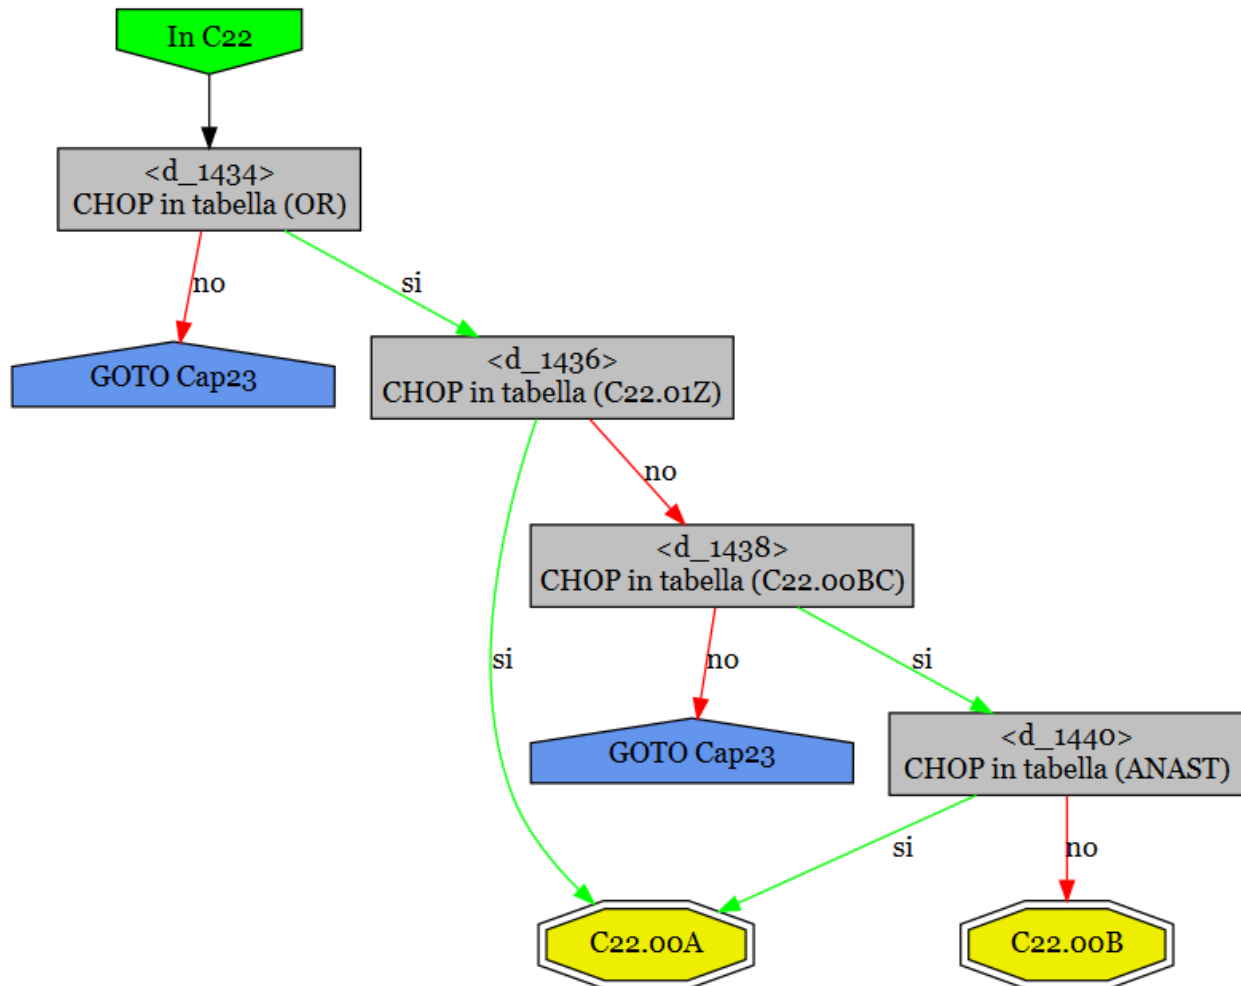 In C22
<d_1434>
CHOP in tabella (OR)
no
si
GOTO Cap23
<d_1436>
CHOP in tabella (C22.01Z)
no
<d_1438>
CHOP in tabella (C22.00BC)
si
no
si
GOTO Cap23
<d_1440>
CHOP in tabella (ANAST)
si
no
C22.00A
C22.00B